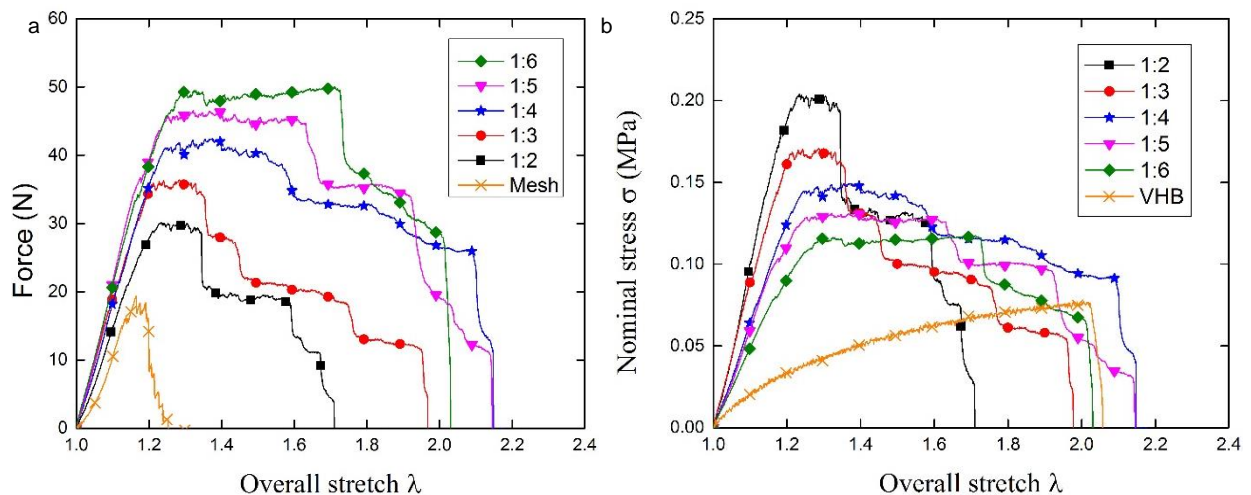 a
Force (N)
60
50
40
30
20
10
0
1:6
1:5
1:4
1:3
1:2
Mesh
1.0 1.2 1.4 1.6 1.8 2.0 2.2 2.4
Overall stretch λ
b
Nominal stress σ (MPa)
0.25
0.20
0.15
0.10
0.05
0.00
1:2
1:3
1:4
1:5
1:6
VHB
1.0 1.2 1.4 1.6 1.8 2.0 2.2 2.4
Overall stretch λ